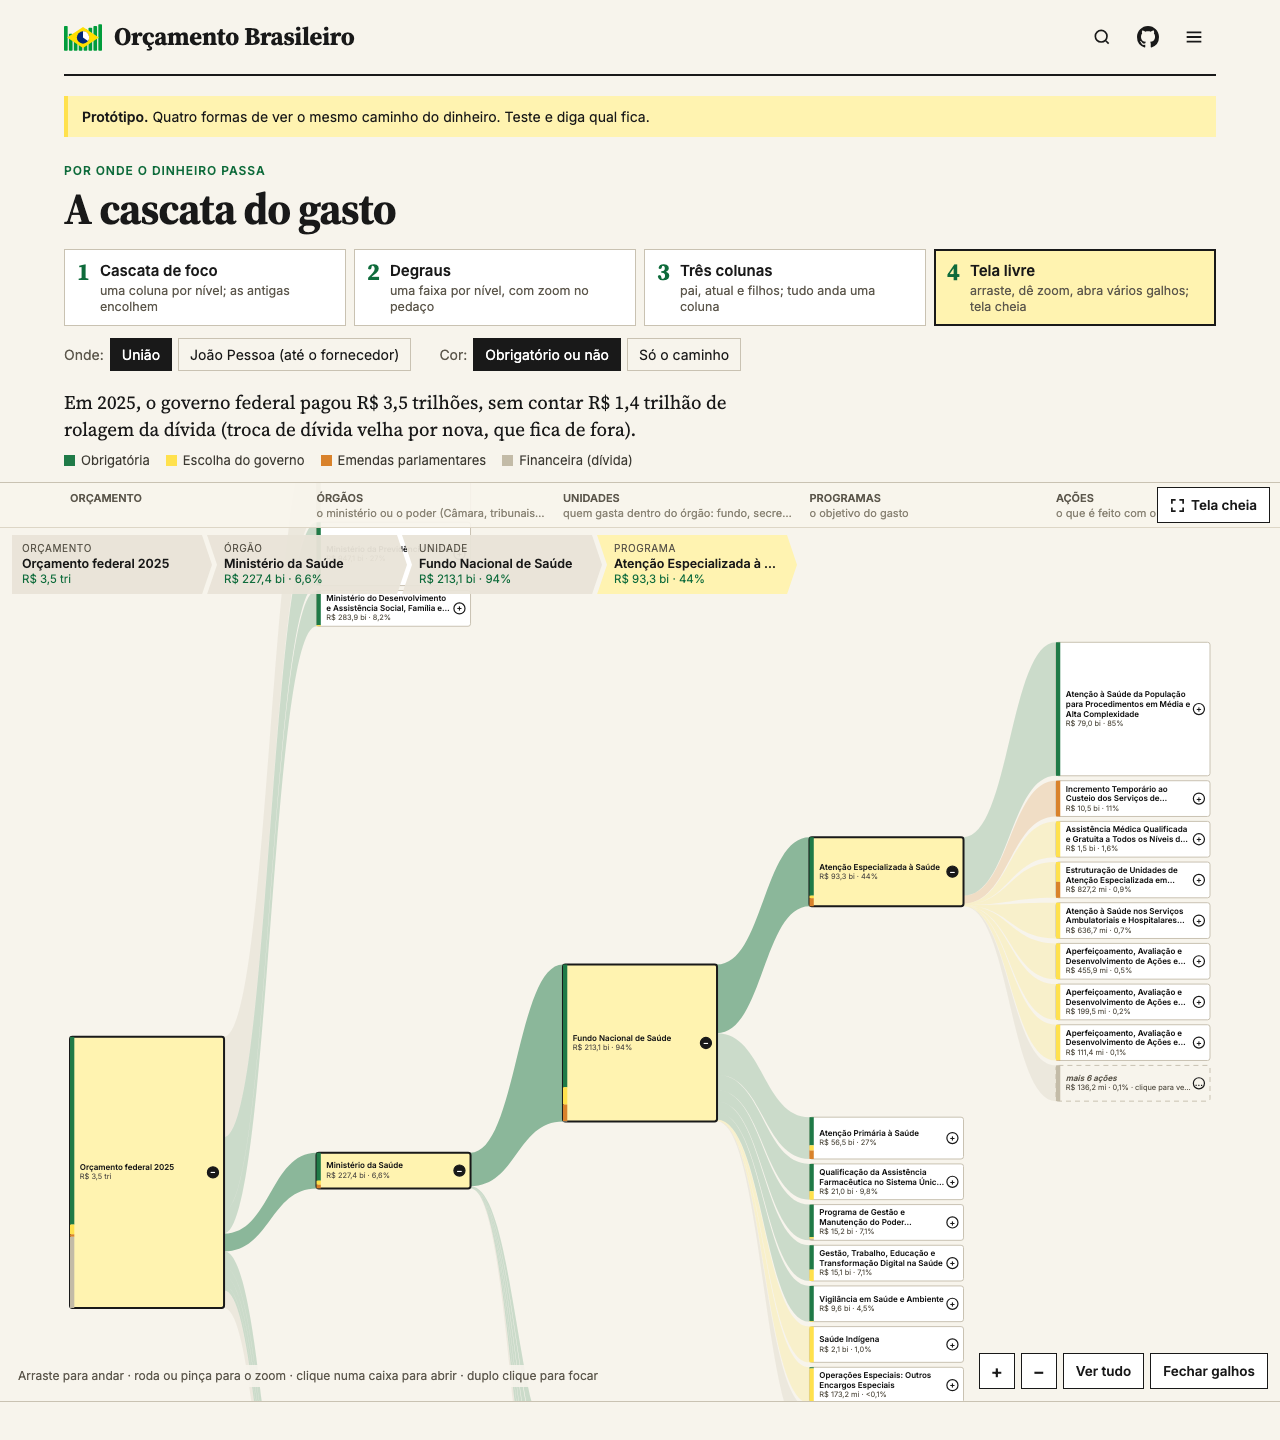 Orçamento Brasileiro
Protótipo. Quatro formas de ver o mesmo caminho do dinheiro. Teste e diga qual fica.
POR ONDE O DINHEIRO PASSA
A cascata do gasto
1 Cascata de foco
uma coluna por nível; as antigas
encolhem
2 Degraus
uma faixa por nível, com zoom no
pedaço
3 Três colunas
pai, atual e filhos; tudo anda uma
coluna
4 Tela livre
arraste, dê zoom, abra vários galhos;
tela cheia
Onde: União João Pessoa (até o fornecedor) Cor: Obrigatório ou não Só o caminho
Em 2025, o governo federal pagou R$ 3,5 trilhões, sem contar R$ 1,4 trilhão de
rolagem da dívida (troca de dívida velha por nova, que fica de fora).
Obrigatória Escolha do governo Emendas parlamentares Financeira (dívida)
ORÇAMENTO
ÓRGÃOS
o ministério ou o poder (Câmara, tribunais...
UNIDADES
quem gasta dentro do órgão: fundo, secre...
PROGRAMAS
o objetivo do gasto
AÇÕES
o que é feito com o
Tela cheia
ORÇAMENTO
Orçamento federal 2025
R$ 3,5 tri
ÓRGÃO
Ministério da Saúde
R$ 227,4 bi · 6,6%
UNIDADE
Fundo Nacional de Saúde
R$ 213,1 bi · 94%
PROGRAMA
Atenção Especializada à ...
R$ 93,3 bi · 44%
Ministério do Desenvolvimento
e Assistência Social, Família e...
R$ 283,9 bi · 8,2%
Orçamento federal 2025
R$ 3,5 tri
Ministério da Saúde
R$ 227,4 bi · 6,6%
Fundo Nacional de Saúde
R$ 213,1 bi · 94%
Atenção Especializada à Saúde
R$ 93,3 bi · 44%
Atenção Primária à Saúde
R$ 56,5 bi · 27%
Qualificação da Assistência
Farmacêutica no Sistema Únic...
R$ 21,0 bi · 9,8%
Programa de Gestão e
Manutenção do Poder...
R$ 15,2 bi · 7,1%
Gestão, Trabalho, Educação e
Transformação Digital na Saúde
R$ 15,1 bi · 7,1%
Vigilância em Saúde e Ambiente
R$ 9,6 bi · 4,5%
Saúde Indígena
R$ 2,1 bi · 1,0%
Operações Especiais: Outros
Encargos Especiais
R$ 173,2 mi · <0,1%
Atenção à Saúde da População
para Procedimentos em Média e
Alta Complexidade
R$ 79,0 bi · 85%
Incremento Temporário ao
Custeio dos Serviços de...
R$ 10,5 bi · 11%
Assistência Médica Qualificada
e Gratuita a Todos os Níveis d...
R$ 1,5 bi · 1,6%
Estruturação de Unidades de
Atenção Especializada em...
R$ 827,2 mi · 0,9%
Atenção à Saúde nos Serviços
Ambulatoriais e Hospitalares...
R$ 636,7 mi · 0,7%
Aperfeiçoamento, Avaliação e
Desenvolvimento de Ações e...
R$ 455,9 mi · 0,5%
Aperfeiçoamento, Avaliação e
Desenvolvimento de Ações e...
R$ 199,5 mi · 0,2%
Aperfeiçoamento, Avaliação e
Desenvolvimento de Ações e...
R$ 111,4 mi · 0,1%
mais 6 ações
R$ 136,2 mi · 0,1% · clique para ve...
Arraste para andar · roda ou pinça para o zoom · clique numa caixa para abrir · duplo clique para focar
+ − Ver tudo Fechar galhos